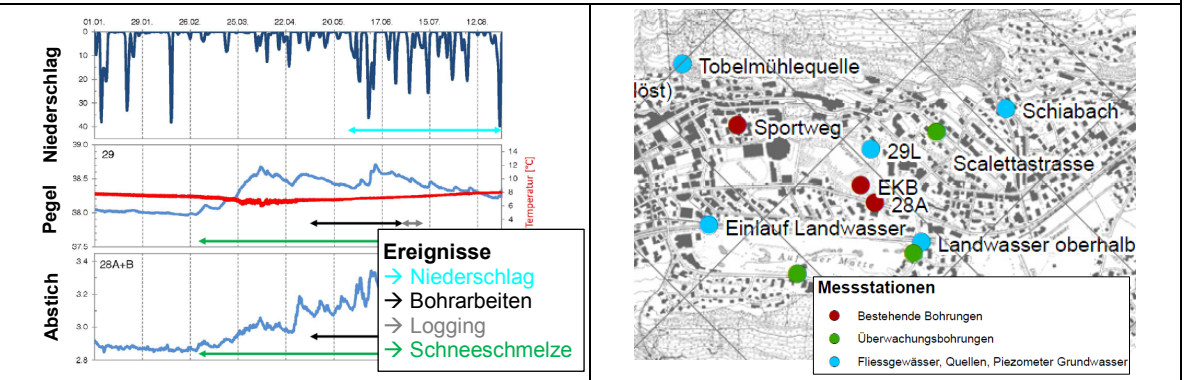 01.01. 29.01. 26.02. 25.03. 22.04. 20.05. 17.06. 15.07. 12.08.
Niederschlag
0
10
20
30
40
Pegel
39.0
38.5
38.0
37.5
29
14
12
10
8
6
4
Temperatur [°C]
Abstich
3.4
3.2
3.0
2.8
28A+B
Ereignisse
→ Niederschlag
→ Bohrarbeiten
→ Logging
→ Schneeschmelze
Tobelmühlequelle
löst)
Schiabach
Sportweg
29L
Scalettastrasse
EKB
28A
Einlauf Landwasser
Landwasser oberhalb
Auf der Matte
Messstationen
Bestehende Bohrungen
Überwachungsbohrungen
Fliessgewässer, Quellen, Piezometer Grundwasser